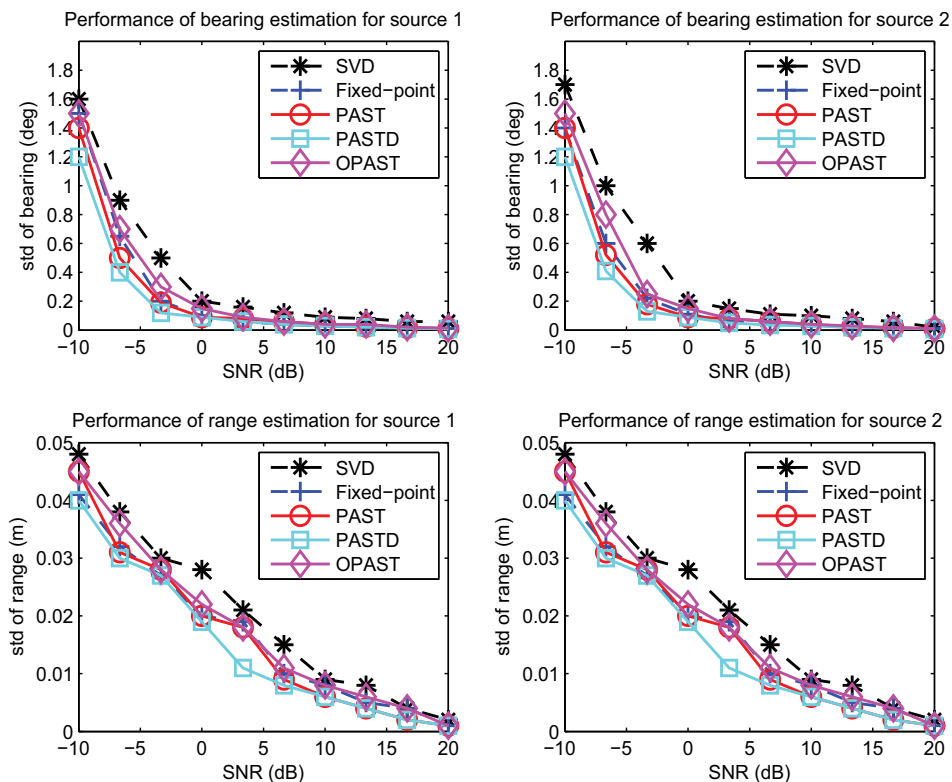 Performance of bearing estimation for source 1
std of bearing (deg)
1.8
1.6
1.4
1.2
1
0.8
0.6
0.4
0.2
0
−10
−5
0
5
10
15
20
SNR (dB)
SVD
Fixed−point
PAST
PASTD
OPAST
Performance of bearing estimation for source 2
std of bearing (deg)
1.8
1.6
1.4
1.2
1
0.8
0.6
0.4
0.2
0
−10
−5
0
5
10
15
20
SNR (dB)
SVD
Fixed−point
PAST
PASTD
OPAST
Performance of range estimation for source 1
std of range (m)
0.05
0.04
0.03
0.02
0.01
0
−10
−5
0
5
10
15
20
SNR (dB)
SVD
Fixed−point
PAST
PASTD
OPAST
Performance of range estimation for source 2
std of range (m)
0.05
0.04
0.03
0.02
0.01
0
−10
−5
0
5
10
15
20
SNR (dB)
SVD
Fixed−point
PAST
PASTD
OPAST